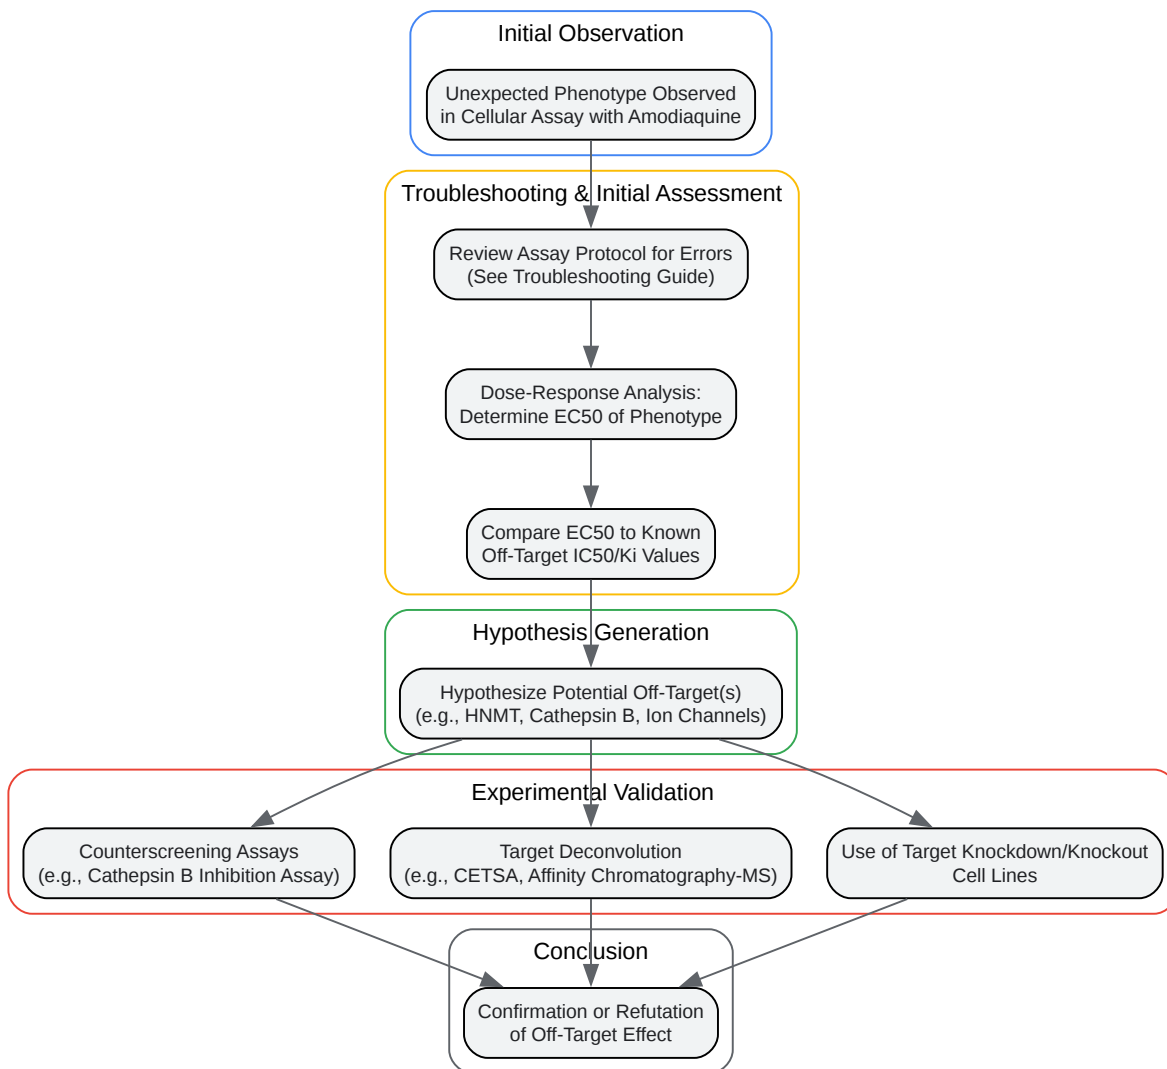 Initial Observation
Unexpected Phenotype Observed
in Cellular Assay with Amodiaquine
Troubleshooting & Initial Assessment
Review Assay Protocol for Errors
(See Troubleshooting Guide)
Dose-Response Analysis:
Determine EC50 of Phenotype
Compare EC50 to Known
Off-Target IC50/Ki Values
Hypothesis Generation
Hypothesize Potential Off-Target(s)
(e.g., HNMT, Cathepsin B, Ion Channels)
Experimental Validation
Counterscreening Assays
(e.g., Cathepsin B Inhibition Assay)
Target Deconvolution
(e.g., CETSA, Affinity Chromatography-MS)
Use of Target Knockdown/Knockout
Cell Lines
Conclusion
Confirmation or Refutation
of Off-Target Effect